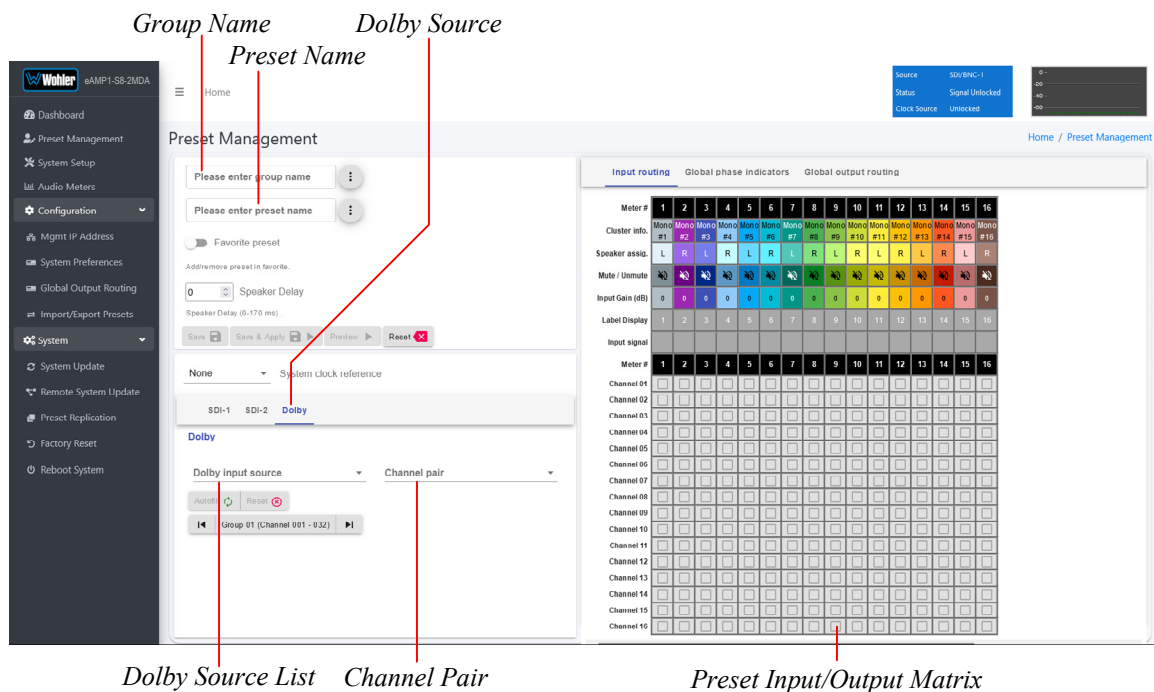 Group Name
Dolby Source
Preset Name
Wohler eAMP1-S8-2MDA
Dashboard
Preset Management
System Setup
Audio Meters
Configuration
Mgmt IP Address
System Preferences
Global Output Routing
Import/Export Presets
System
System Update
Remote System Update
Preset Replication
Factory Reset
Reboot System
Home
Source SDI/BNC-1
Status Signal Unlocked
Clock Source Unlocked
0
-20
-40
-60
Preset Management
Home / Preset Management
Please enter group name
Please enter preset name
Favorite preset
Add/remove preset in favorite.
0 Speaker Delay
Speaker Delay (0-170 ms) .
Save Save & Apply Preview Reset
None System clock reference
SDI-1 SDI-2 Dolby
Dolby
Dolby input source Channel pair
Autofill Reset
Group 01 (Channel 001 - 032)
Input routing Global phase indicators Global output routing
Meter # 1 2 3 4 5 6 7 8 9 10 11 12 13 14 15 16
Cluster info. Mono #1 Mono #2 Mono #3 Mono #4 Mono #5 Mono #6 Mono #7 Mono #8 Mono #9 Mono #10 Mono #11 Mono #12 Mono #13 Mono #14 Mono #15 Mono #16
Speaker assig. L R L R L R L R L R L R L R L R
Mute / Unmute
Input Gain (dB) 0 0 0 0 0 0 0 0 0 0 0 0 0 0 0 0
Label Display 1 2 3 4 5 6 7 8 9 10 11 12 13 14 15 16
Input signal
Meter # 1 2 3 4 5 6 7 8 9 10 11 12 13 14 15 16
Channel 01
Channel 02
Channel 03
Channel 04
Channel 05
Channel 06
Channel 07
Channel 08
Channel 09
Channel 10
Channel 11
Channel 12
Channel 13
Channel 14
Channel 15
Channel 16
Dolby Source List
Channel Pair
Preset Input/Output Matrix